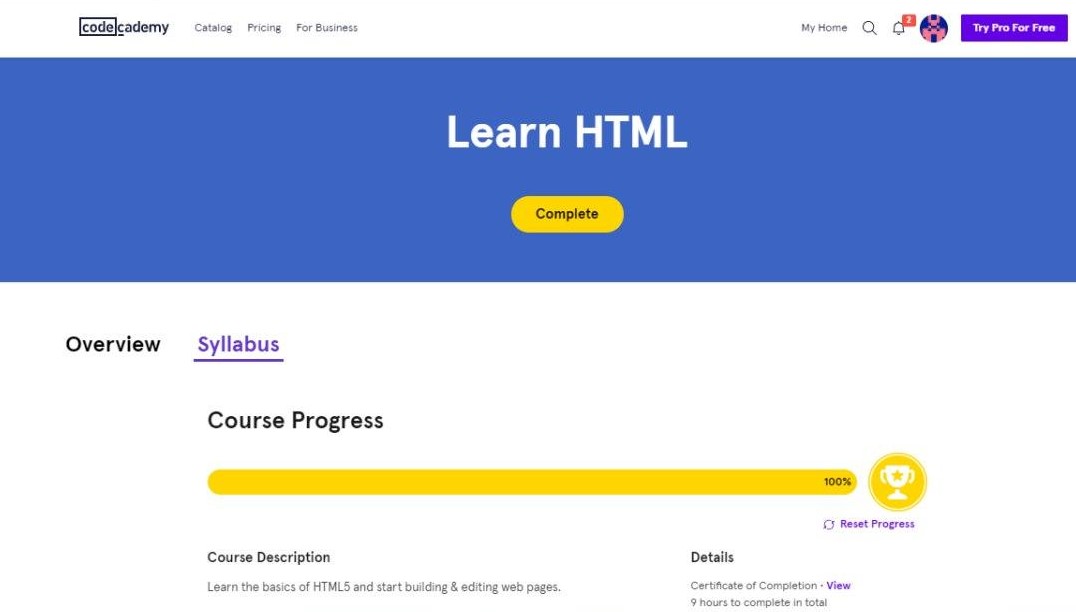 codecademy Catalog Pricing For Business My Home 2 Try Pro For Free
Learn HTML
Complete
Overview Syllabus
Course Progress
100%
Reset Progress
Course Description
Learn the basics of HTML5 and start building & editing web pages.
Details
Certificate of Completion - View
9 hours to complete in total